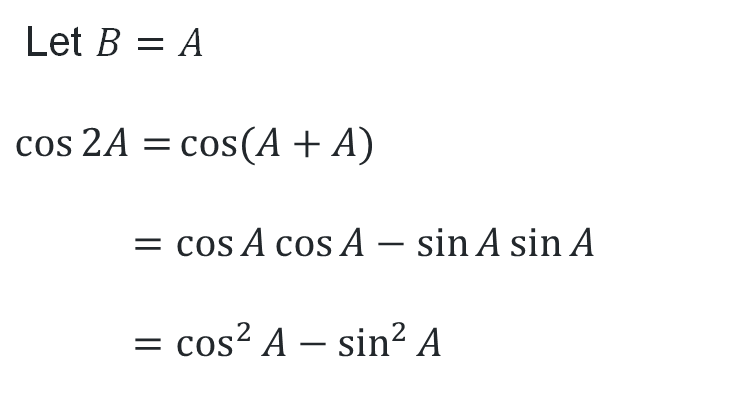 Let B = A
cos 2A = cos(A + A)
= cos A cos A − sin A sin A
= cos² A − sin² A